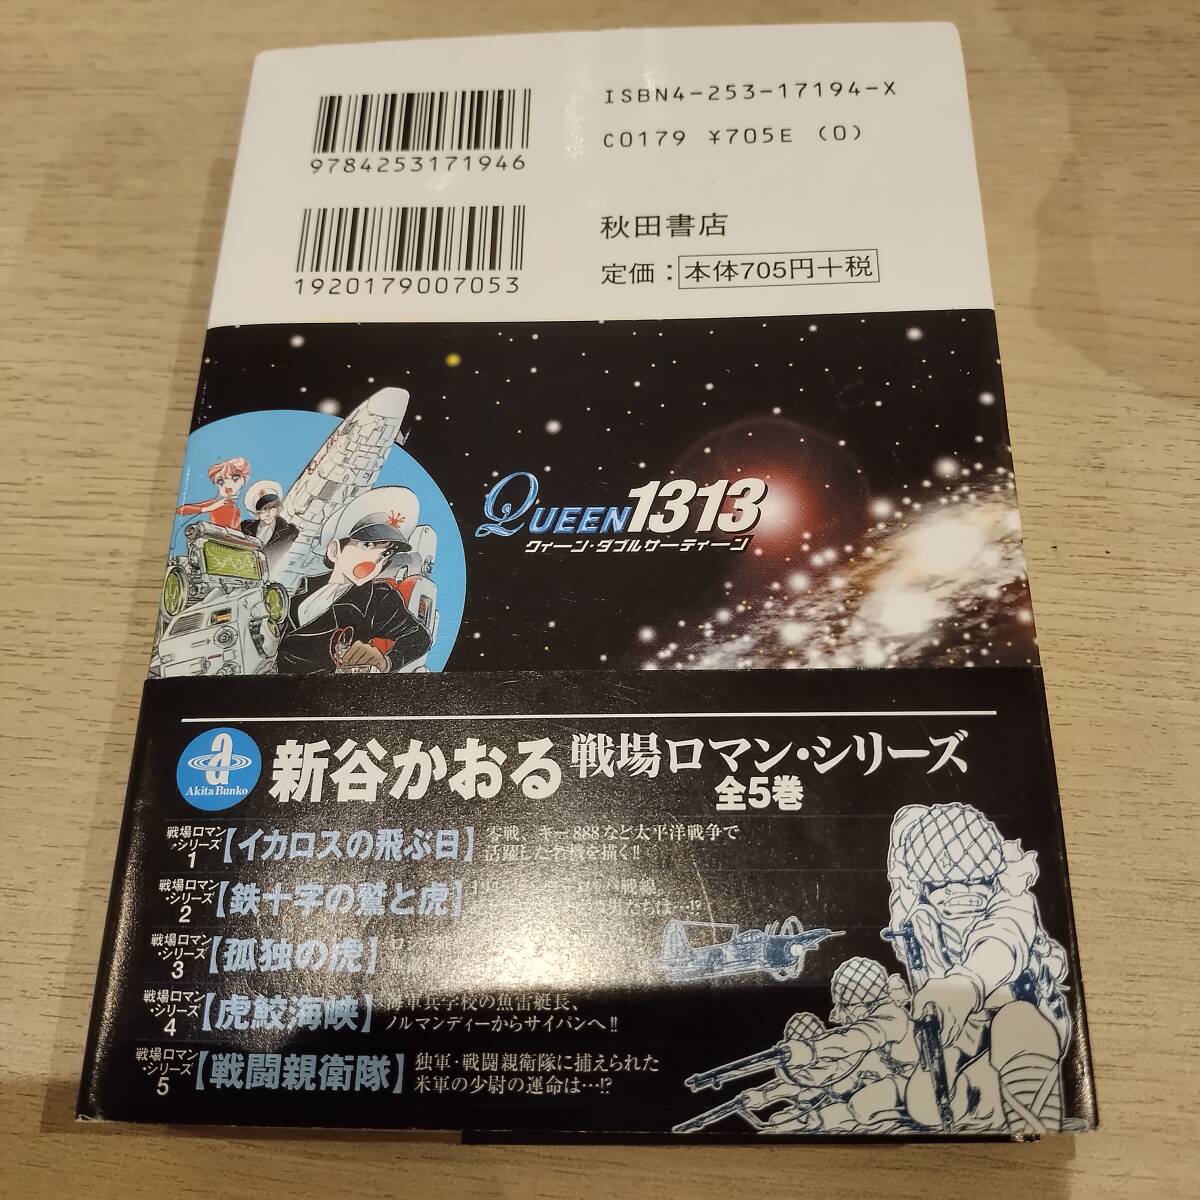 9784253171946
ISBN4-253-17194-X
C0179 ¥705E (0)
1920179007053
秋田書店
定価：本体705円＋税
QUEEN1313
クィーン・ダブルサーティーン
a
Akita Bunko
新谷かおる 戦場ロマン・シリーズ
全5巻
戦場ロマン・シリーズ1【イカロスの飛ぶ日】
零戦、キー888など太平洋戦争で
活躍した名機を描く!!
戦場ロマン・シリーズ2【鉄十字の鷲と虎】
たちは…!?
戦場ロマン・シリーズ3【孤独の虎】
戦場ロマン・シリーズ4【虎鮫海峡】
海軍兵学校の魚雷艇長、
ノルマンディーからサイパンへ!!
戦場ロマン・シリーズ5【戦闘親衛隊】
独軍・戦闘親衛隊に捕えられた
米軍の少尉の運命は…!?